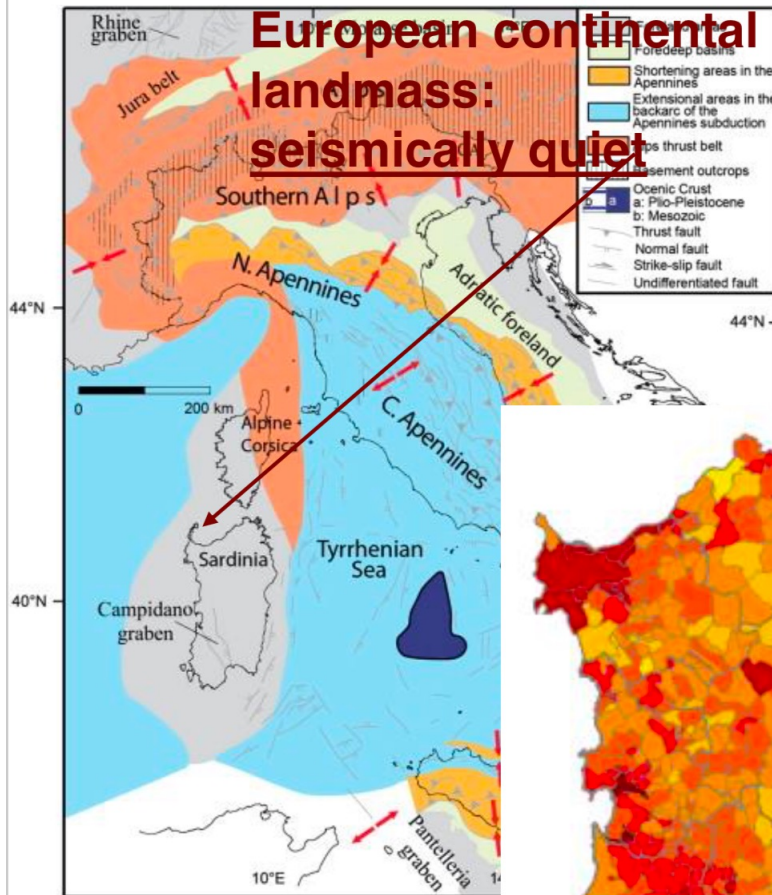 European continental
landmass:
seismically quiet
Rhine
graben
Jura belt
Southern Alps
N. Apennines
Adriatic foreland
C. Apennines
44°N
44°N
0
200 km
Alpine
Corsica
Sardinia
Tyrrhenian
Sea
Campidano
graben
40°N
Pantelleria
graben
10°E
Foredeep basins
Shortening areas in the
Apennines
Extensional areas in the
backarc of the
Apennines subduction
thrust belt
Basement outcrops
Ocenic Crust
a: Plio-Pleistocene
b: Mesozoic
b a
Thrust fault
Normal fault
Strike-slip fault
Undifferentiated fault